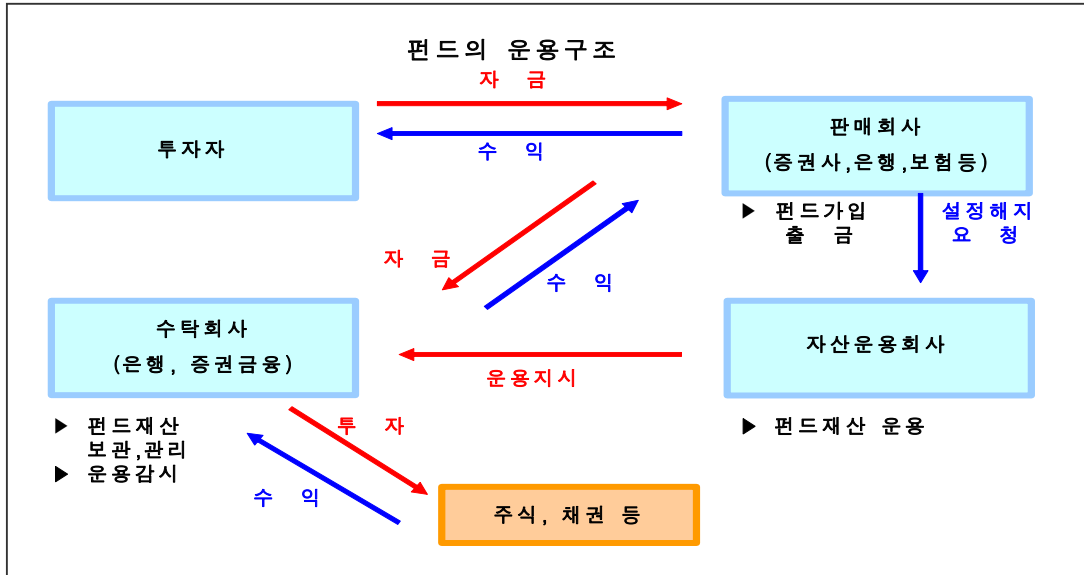 펀드의 운용구조
자 금
투자자
수 익
판매회사
(증권사,은행,보험등)
▶ 펀드가입
출 금
설정해지
요 청
자 금
수 익
수탁회사
(은행, 증권금융)
운용지시
자산운용회사
▶ 펀드재산
보관,관리
▶ 운용감시
투 자
▶ 펀드재산 운용
수 익
주식, 채권 등